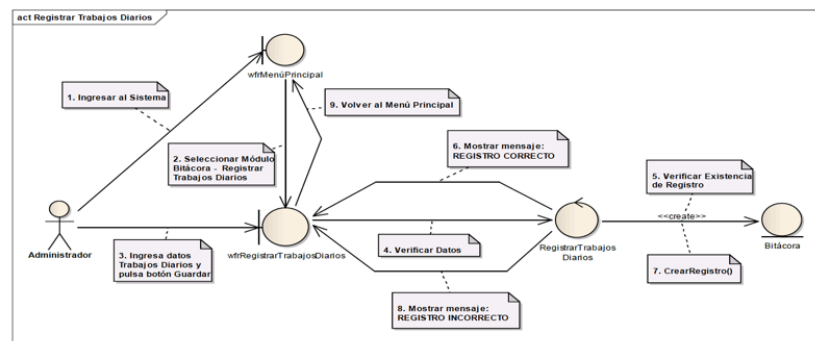 act Registrar Trabajos Diarios
wfrMenúPrincipal
1. Ingresar al Sistema
9. Volver al Menú Principal
2. Seleccionar Módulo
Bitácora - Registrar
Trabajos Diarios
6. Mostrar mensaje:
REGISTRO CORRECTO
5. Verificar Existencia
de Registro
<<create>>
Administrador
3. Ingresa datos
Trabajos Diarios y
pulsa botón Guardar
wfrRegistrarTrabajosDiarios
4. Verificar Datos
RegistrarTrabajos
Diarios
Bitácora
7. CrearRegistro()
8. Mostrar mensaje:
REGISTRO INCORRECTO